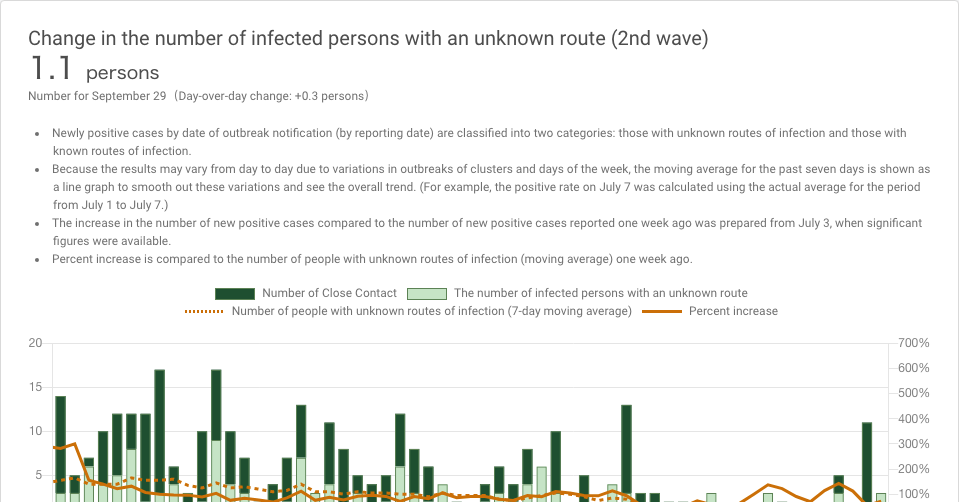 Change in the number of infected persons with an unknown route (2nd wave)
1.1 persons
Number for September 29（Day-over-day change: +0.3 persons）
Newly positive cases by date of outbreak notification (by reporting date) are classified into two categories: those with unknown routes of infection and those with
known routes of infection.
Because the results may vary from day to day due to variations in outbreaks of clusters and days of the week, the moving average for the past seven days is shown as
a line graph to smooth out these variations and see the overall trend. (For example, the positive rate on July 7 was calculated using the actual average for the period
from July 1 to July 7.)
The increase in the number of new positive cases compared to the number of new positive cases reported one week ago was prepared from July 3, when significant
figures were available.
Percent increase is compared to the number of people with unknown routes of infection (moving average) one week ago.
Number of Close Contact The number of infected persons with an unknown route
Number of people with unknown routes of infection (7-day moving average) Percent increase
20 700%
600%
15 500%
400%
10 300%
200%
5 100%